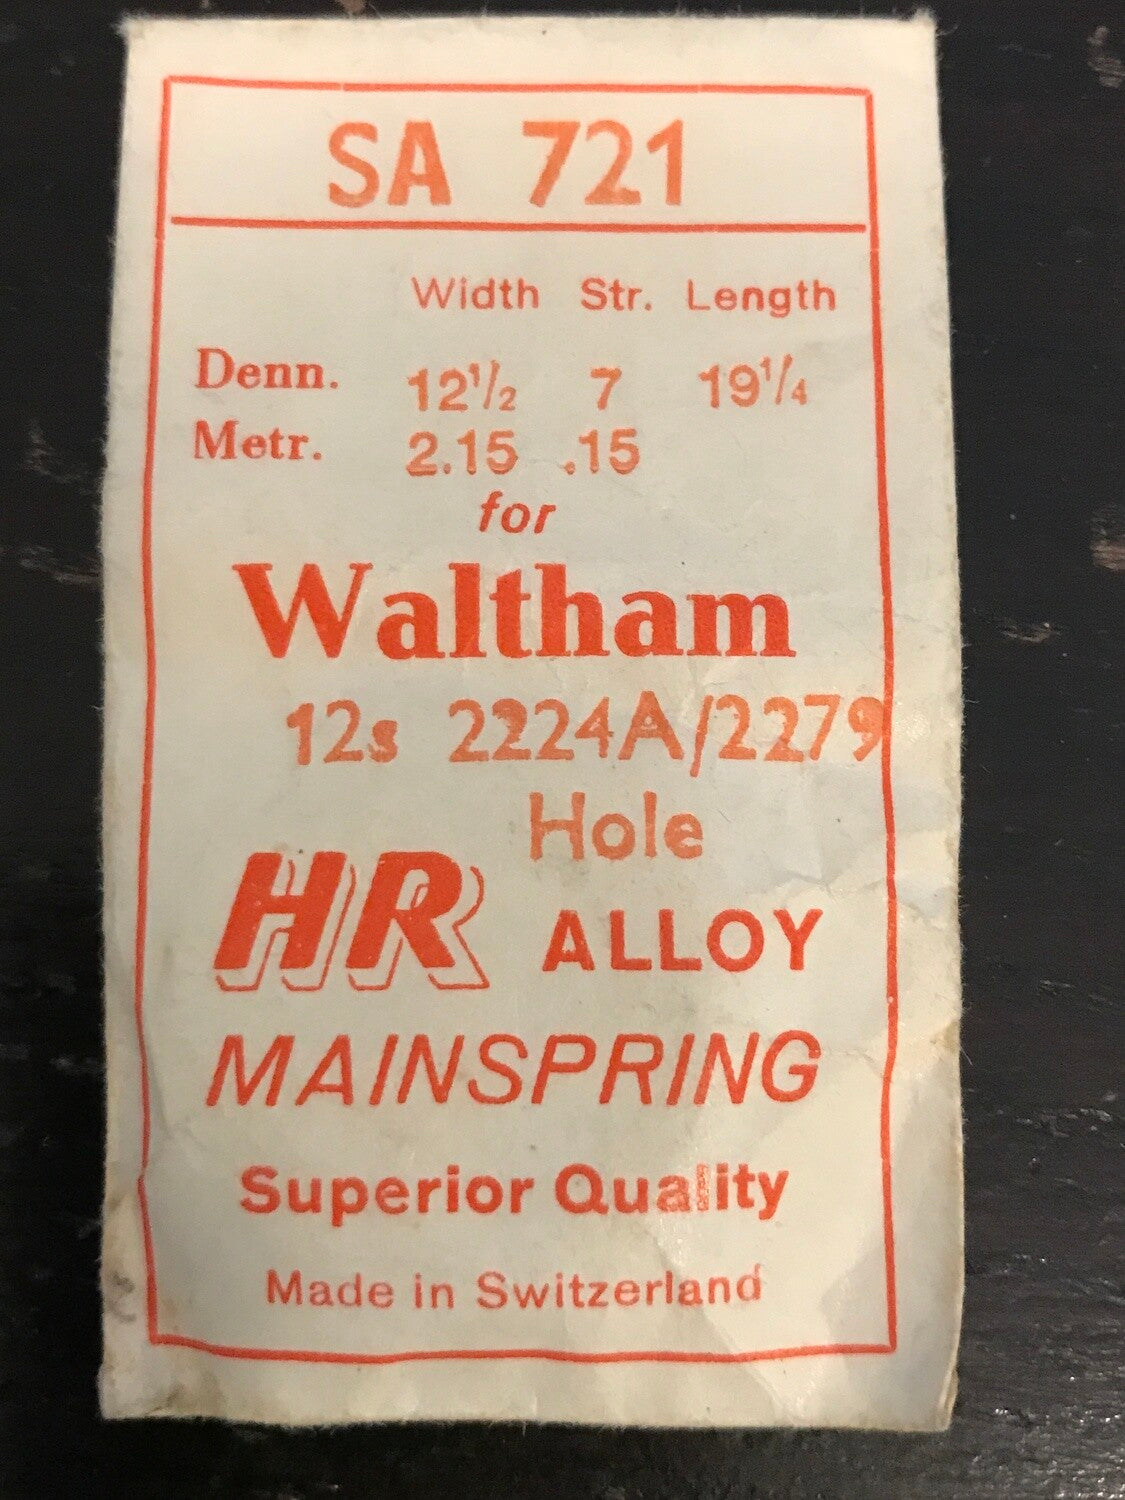 SA 721
Width Str. Length
Denn. 12½ 7 19¼
Metr. 2.15 .15
for
Waltham
12s 2224A/2279
Hole
HR ALLOY
MAINSPRING
Superior Quality
Made in Switzerland